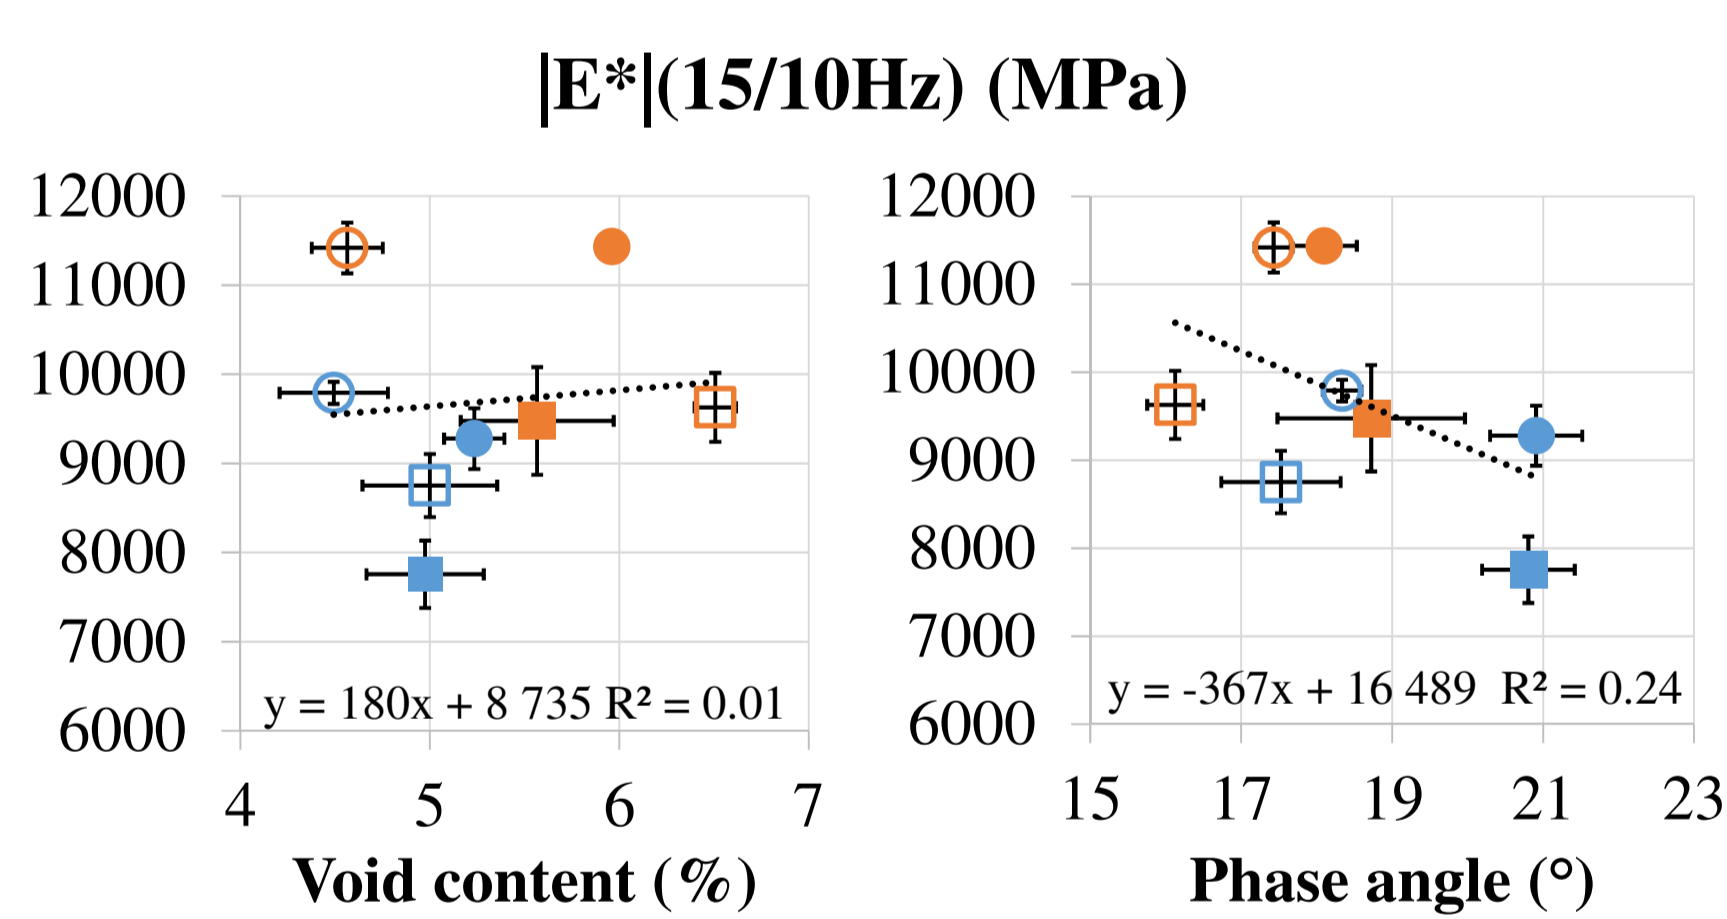 |E*|(15/10Hz) (MPa)
12000
11000
10000
9000
8000
7000
6000
y = 180x + 8 735 R² = 0.01
4 5 6 7
Void content (%)
12000
11000
10000
9000
8000
7000
6000
y = -367x + 16 489 R² = 0.24
15 17 19 21 23
Phase angle (°)